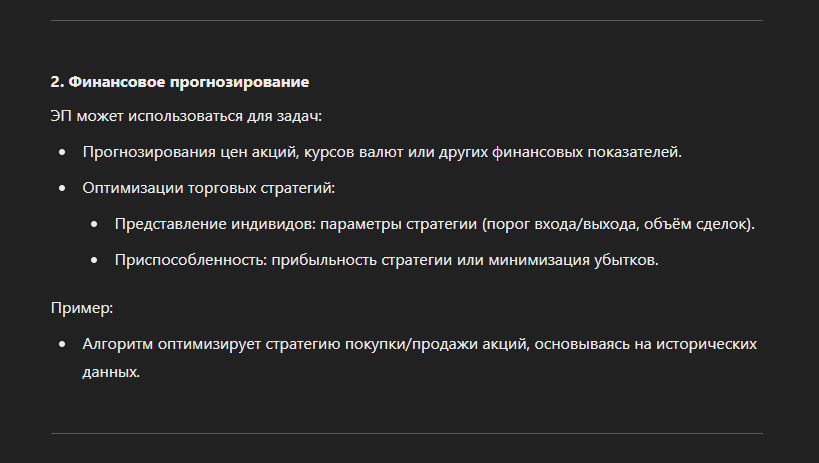 2. Финансовое прогнозирование
ЭП может использоваться для задач:
Прогнозирования цен акций, курсов валют или других финансовых показателей.
Оптимизации торговых стратегий:
Представление индивидов: параметры стратегии (порог входа/выхода, объём сделок).
Приспособленность: прибыльность стратегии или минимизация убытков.
Пример:
Алгоритм оптимизирует стратегию покупки/продажи акций, основываясь на исторических
данных.